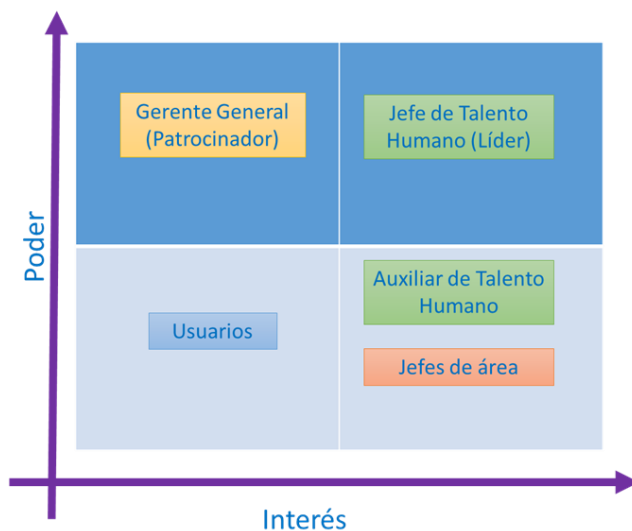 Gerente General
(Patrocinador)
Jefe de Talento
Humano (Líder)
Poder
Auxiliar de Talento
Humano
Usuarios
Jefes de área
Interés